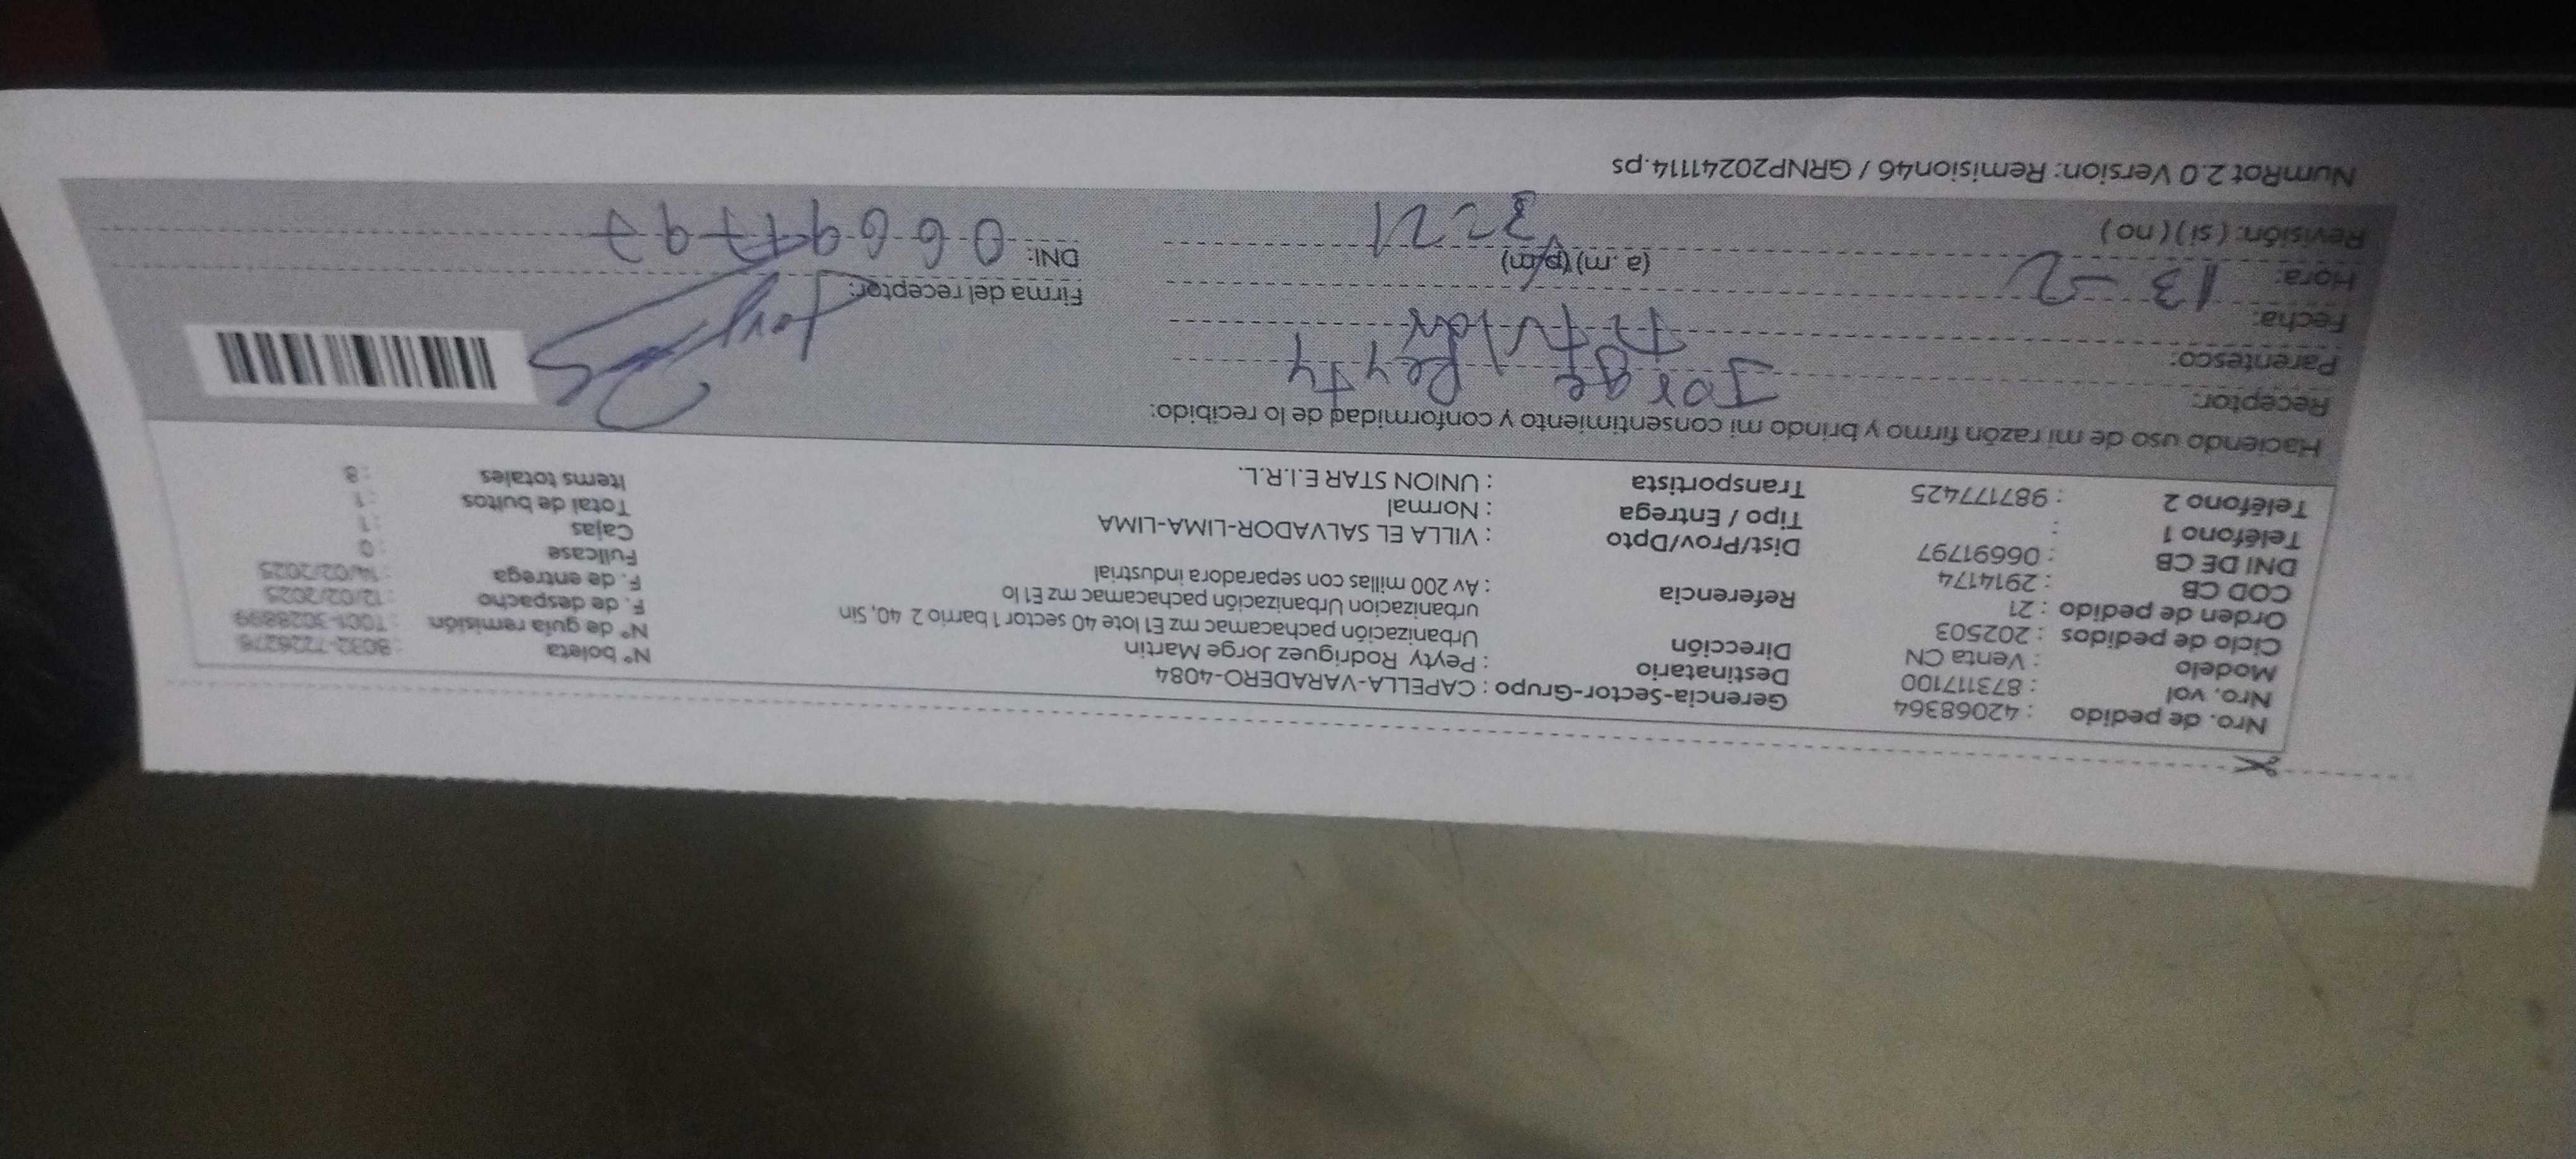 Nro. de pedido : 42068364
Nro. vol : 873117100
Modelo : Venta CN
Ciclo de pedidos : 202503
Orden de pedido : 21
COD CB : 2914174
DNI DE CB : 06691797
Teléfono 1 :
Teléfono 2 : 987177425
Gerencia-Sector-Grupo : CAPELLA-VARADERO-4084
Destinatario : Peyty Rodriguez Jorge Martin
Dirección Urbanización pachacamac mz E1 lote 40 sector 1 barrio 2 40, Sin
urbanizacion Urbanización pachacamac mz E1 lo
Referencia : Av 200 millas con separadora industrial
Dist/Prov/Dpto : VILLA EL SALVADOR-LIMA-LIMA
Tipo / Entrega : Normal
Transportista : UNION STAR E.I.R.L.
N° boleta
N° de guía remisión : T001-3028899
F. de despacho : 12/02/2025
F. de entrega : 14/02/2025
Fullcase : 0
Cajas : 1
Total de bultos : 1
Items totales : 8
Haciendo uso de mi razón firmo y brindo mi consentimiento y conformidad de lo recibido:
Receptor: Jorge Peyty
Parentesco: Titular
Fecha: 13-2
Hora: (a.m) (p.m)
Revisión: ( si ) ( no )
Firma del receptor:
DNI:
NumRot 2.0 Version: Remision46 / GRNP20241114.ps